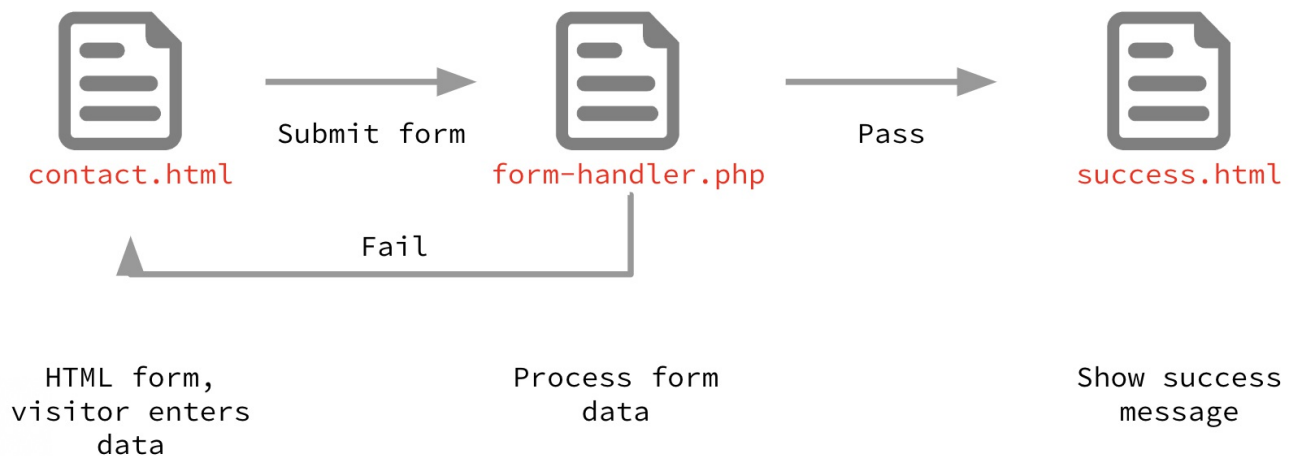 Submit form
Pass
contact.html
form-handler.php
success.html
Fail
HTML form,
visitor enters
data
Process form
data
Show success
message